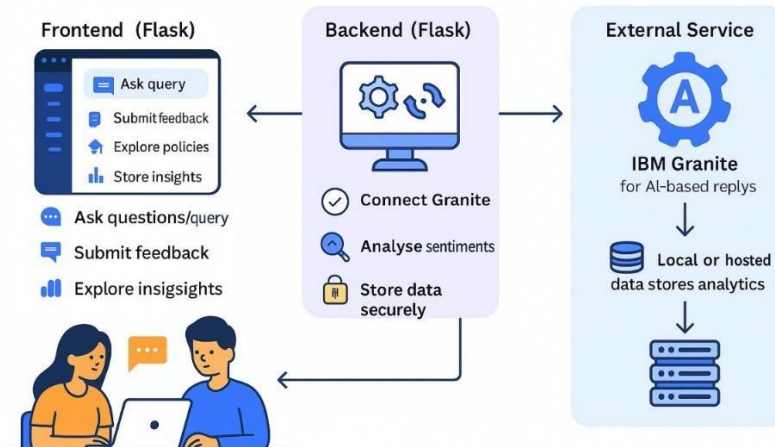 Frontend (Flask)
Ask query
Submit feedback
Explore policies
Store insights
Ask questions/query
Submit feedback
Explore insigsights
Backend (Flask)
Connect Granite
Analyse sentiments
Store data
securely
External Service
A
IBM Granite
for AI-based replys
Local or hosted
data stores analytics